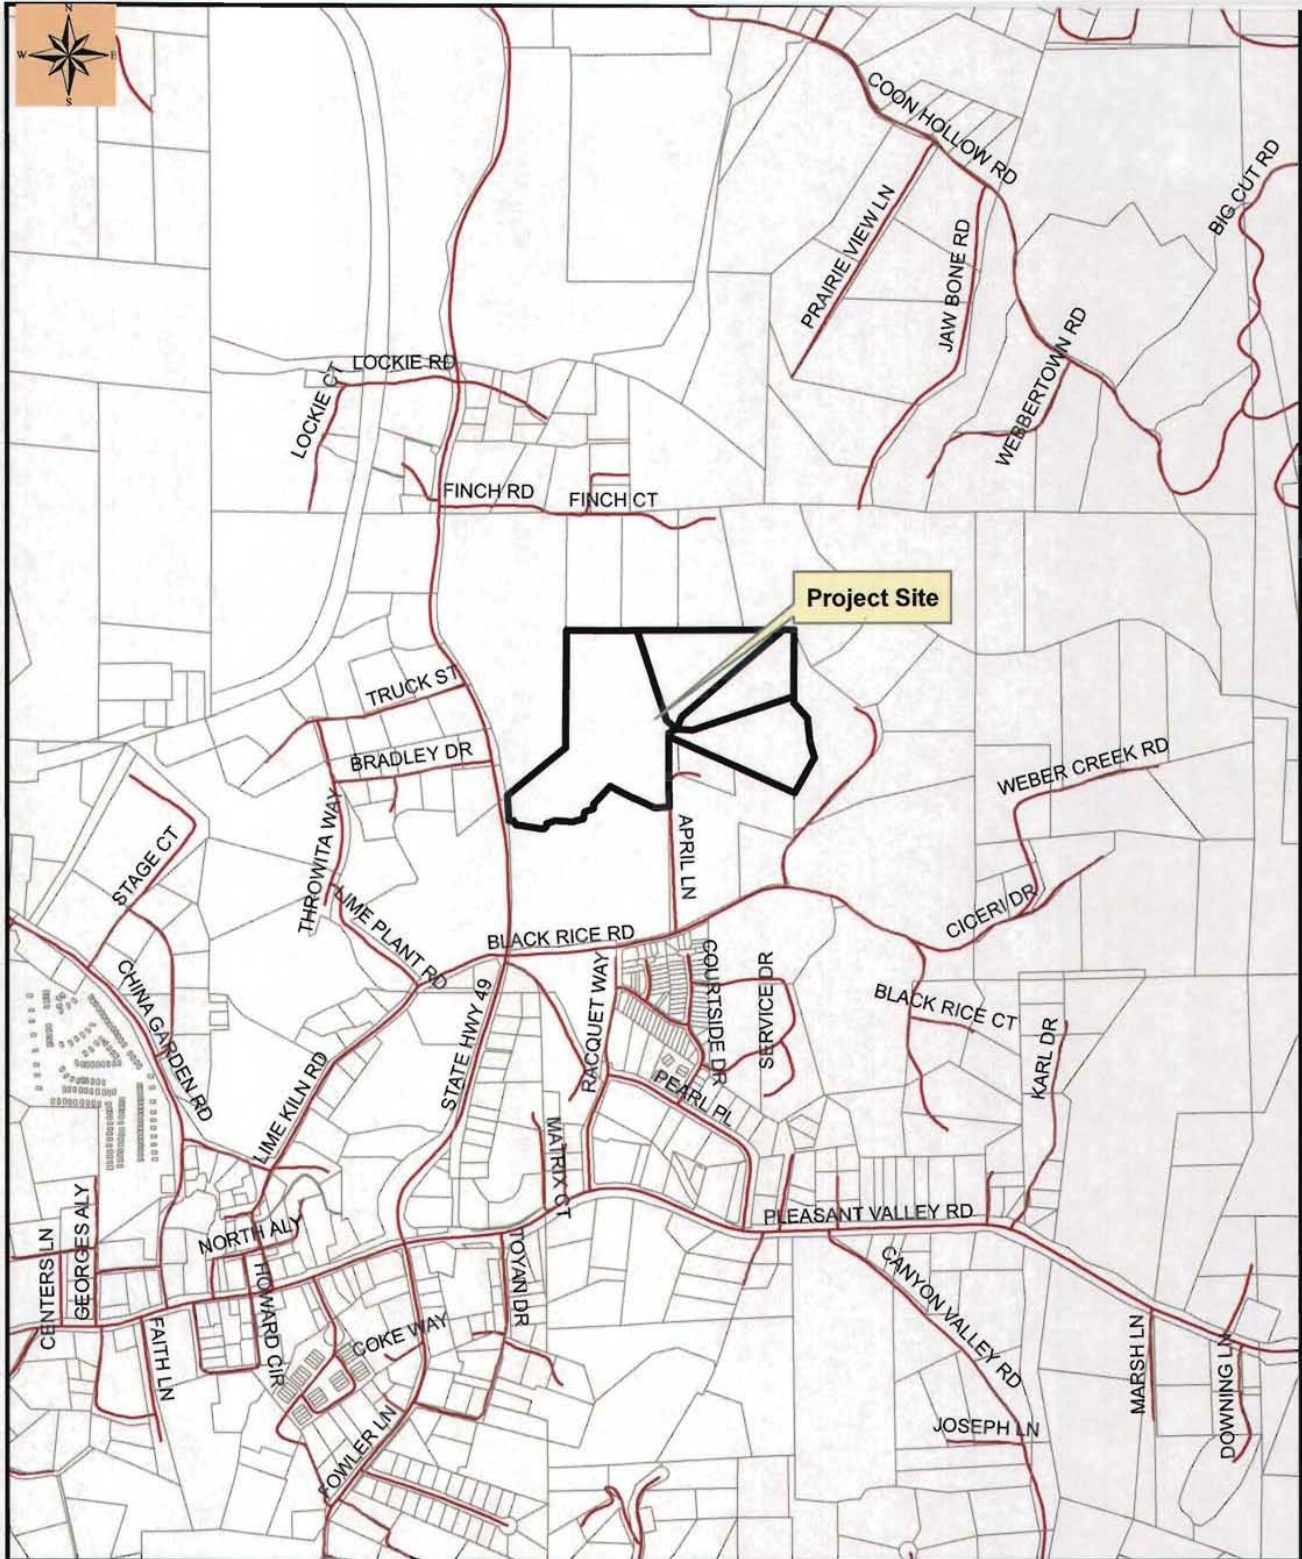 N
W
E
S
COON HOLLOW RD
BIG CUT RD
PRAIRIE VIEW LN
JAW BONE RD
WEBBERTOWN RD
LOCKIE RD
LOCKIE CT
FINCH RD
FINCH CT
Project Site
TRUCK ST
BRADLEY DR
WEBER CREEK RD
THROWITA WAY
STAGE CT
APRIL LN
LIME PLANT RD
CICERI DR
BLACK RICE RD
CHINA GARDEN RD
STATE HWY 49
RACQUET WAY
COURTSIDE DR
SERVICE DR
BLACK RICE CT
KARL DR
LIME KILN RD
PEARL PL
MATRIX CT
GEORGES ALY
CENTERS LN
NORTH ALY
PLEASANT VALLEY RD
HOWARD CIR
TOYAN DR
CANYON VALLEY RD
FAITH LN
COKE WAY
MARSH LN
DOWNING LN
FOWLER LN
JOSEPH LN